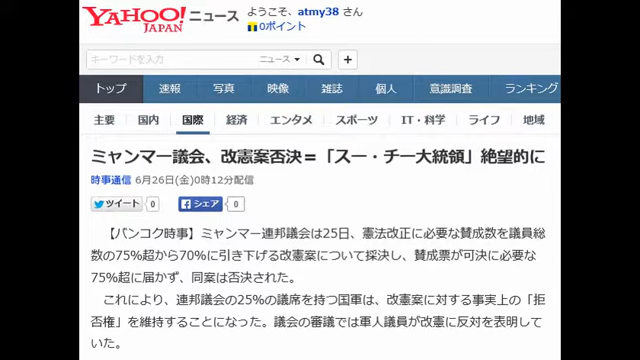 YAHOO! JAPAN ニュース
ようこそ、atmy38 さん
0ポイント
キーワードを入力 ニュース
トップ 速報 写真 映像 雑誌 個人 意識調査 ランキング
主要 国内 国際 経済 エンタメ スポーツ IT・科学 ライフ 地域
ミャンマー議会、改憲案否決＝「スー・チー大統領」絶望的に
時事通信 6月26日(金)0時12分配信
ツイート 0 シェア 0
【バンコク時事】ミャンマー連邦議会は25日、憲法改正に必要な賛成数を議員総
数の75%超から70%に引き下げる改憲案について採決し、賛成票が可決に必要な
75%超に届かず、同案は否決された。
これにより、連邦議会の25%の議席を持つ国軍は、改憲案に対する事実上の「拒
否権」を維持することになった。議会の審議では軍人議員が改憲に反対を表明して
いた。